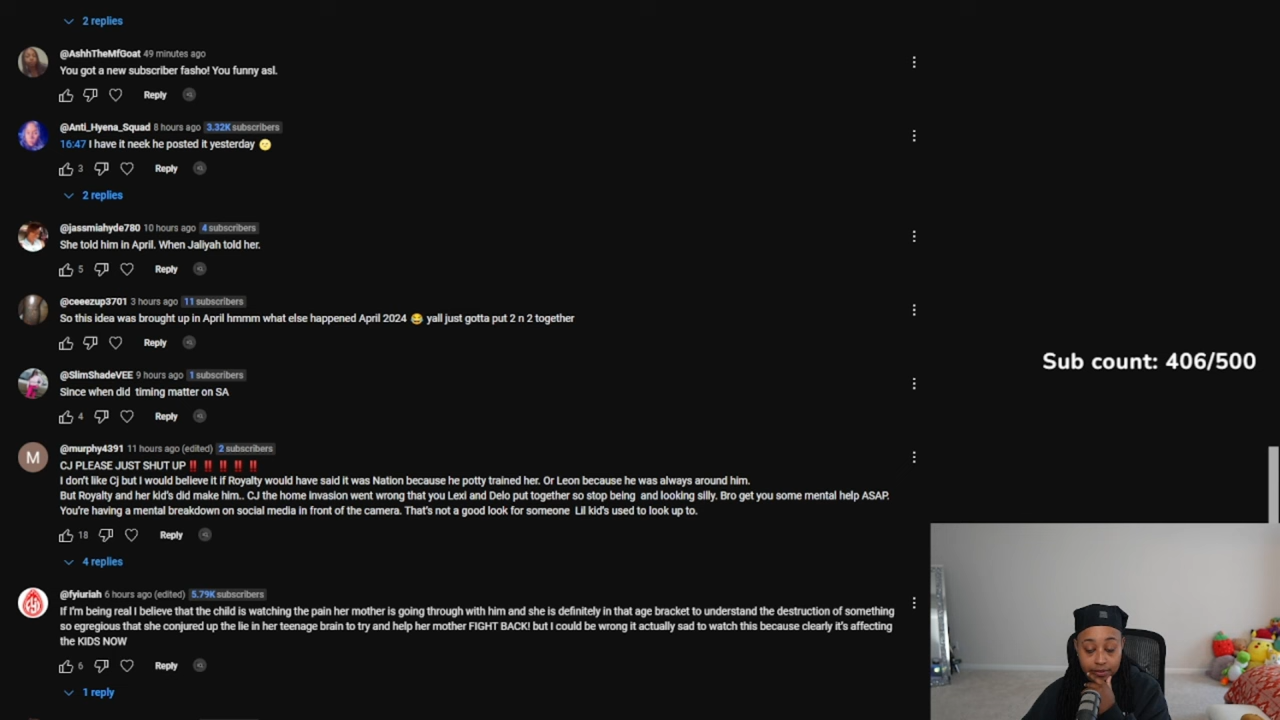 2 replies
@AshhTheMfGoat 49 minutes ago
You got a new subscriber fasho! You funny asl.
Reply
@Anti_Hyena_Squad 8 hours ago 3.32K subscribers
16:47 I have it neek he posted it yesterday 🌝
3 Reply
2 replies
@jassmiahyde780 10 hours ago 4 subscribers
She told him in April. When Jaliyah told her.
5 Reply
@ceeezup3701 3 hours ago 11 subscribers
So this idea was brought up in April hmmm what else happened April 2024 😂 yall just gotta put 2 n 2 together
Reply
Sub count: 406/500
@SlimShadeVEE 9 hours ago 1 subscribers
Since when did timing matter on SA
4 Reply
M
@murphy4391 11 hours ago (edited) 2 subscribers
CJ PLEASE JUST SHUT UP‼️‼️‼️‼️‼️
I don't like Cj but I would believe it if Royalty would have said it was Nation because he potty trained her. Or Leon because he was always around him.
But Royalty and her kid's did make him.. CJ the home invasion went wrong that you Lexi and Delo put together so stop being and looking silly. Bro get you some mental help ASAP.
You're having a mental breakdown on social media in front of the camera. That's not a good look for someone Lil kid's used to look up to.
18 Reply
4 replies
@fyiuriah 6 hours ago (edited) 5.79K subscribers
If I'm being real I believe that the child is watching the pain her mother is going through with him and she is definitely in that age bracket to understand the destruction of something
so egregious that she conjured up the lie in her teenage brain to try and help her mother FIGHT BACK! but I could be wrong it actually sad to watch this because clearly it's affecting
the KIDS NOW
6 Reply
1 reply